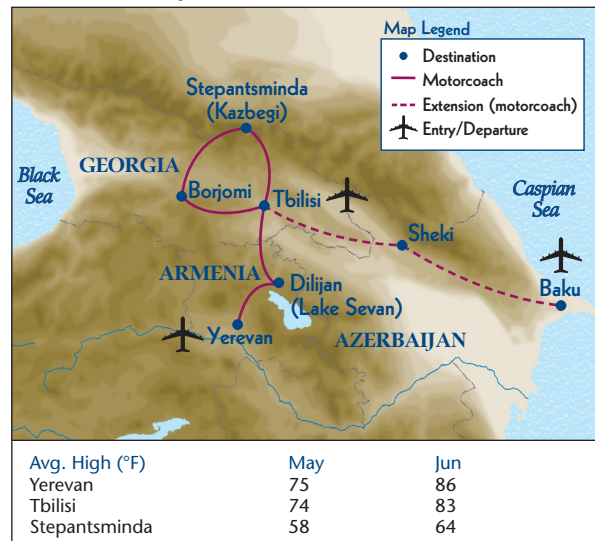 Map Legend
Destination
Motorcoach
Extension (motorcoach)
Entry/Departure
Stepantsminda
(Kazbegi)
GEORGIA
Black
Sea
Borjomi
Tbilisi
Caspian
Sea
Sheki
Baku
ARMENIA
Dilijan
(Lake Sevan)
Yerevan
AZERBAIJAN
Avg. High (°F) May Jun
Yerevan 75 86
Tbilisi 74 83
Stepantsminda 58 64